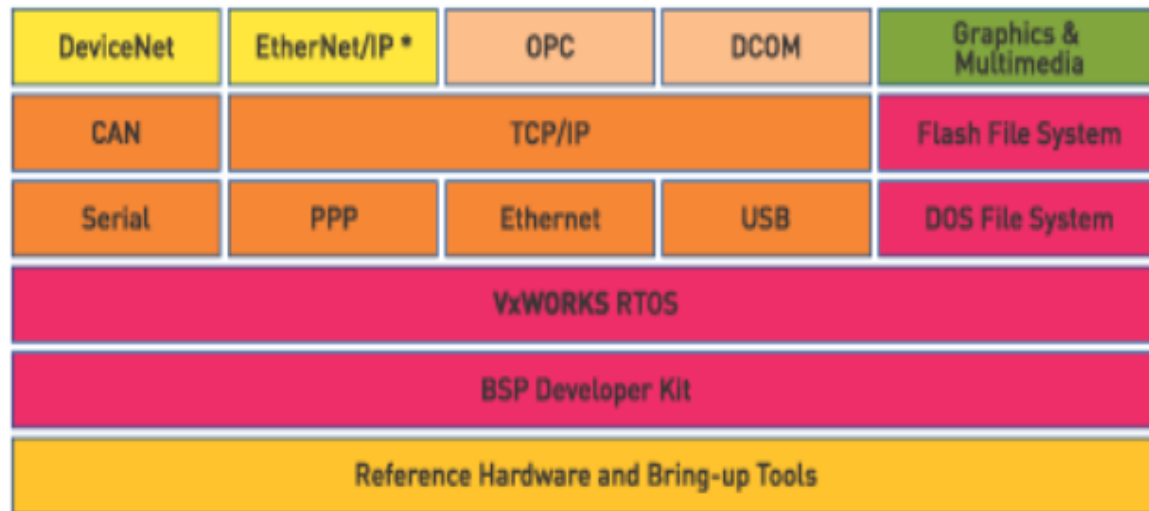 DeviceNet
EtherNet/IP *
OPC
DCOM
Graphics &
Multimedia
CAN
TCP/IP
Flash File System
Serial
PPP
Ethernet
USB
DOS File System
VxWORKS RTOS
BSP Developer Kit
Reference Hardware and Bring-up Tools